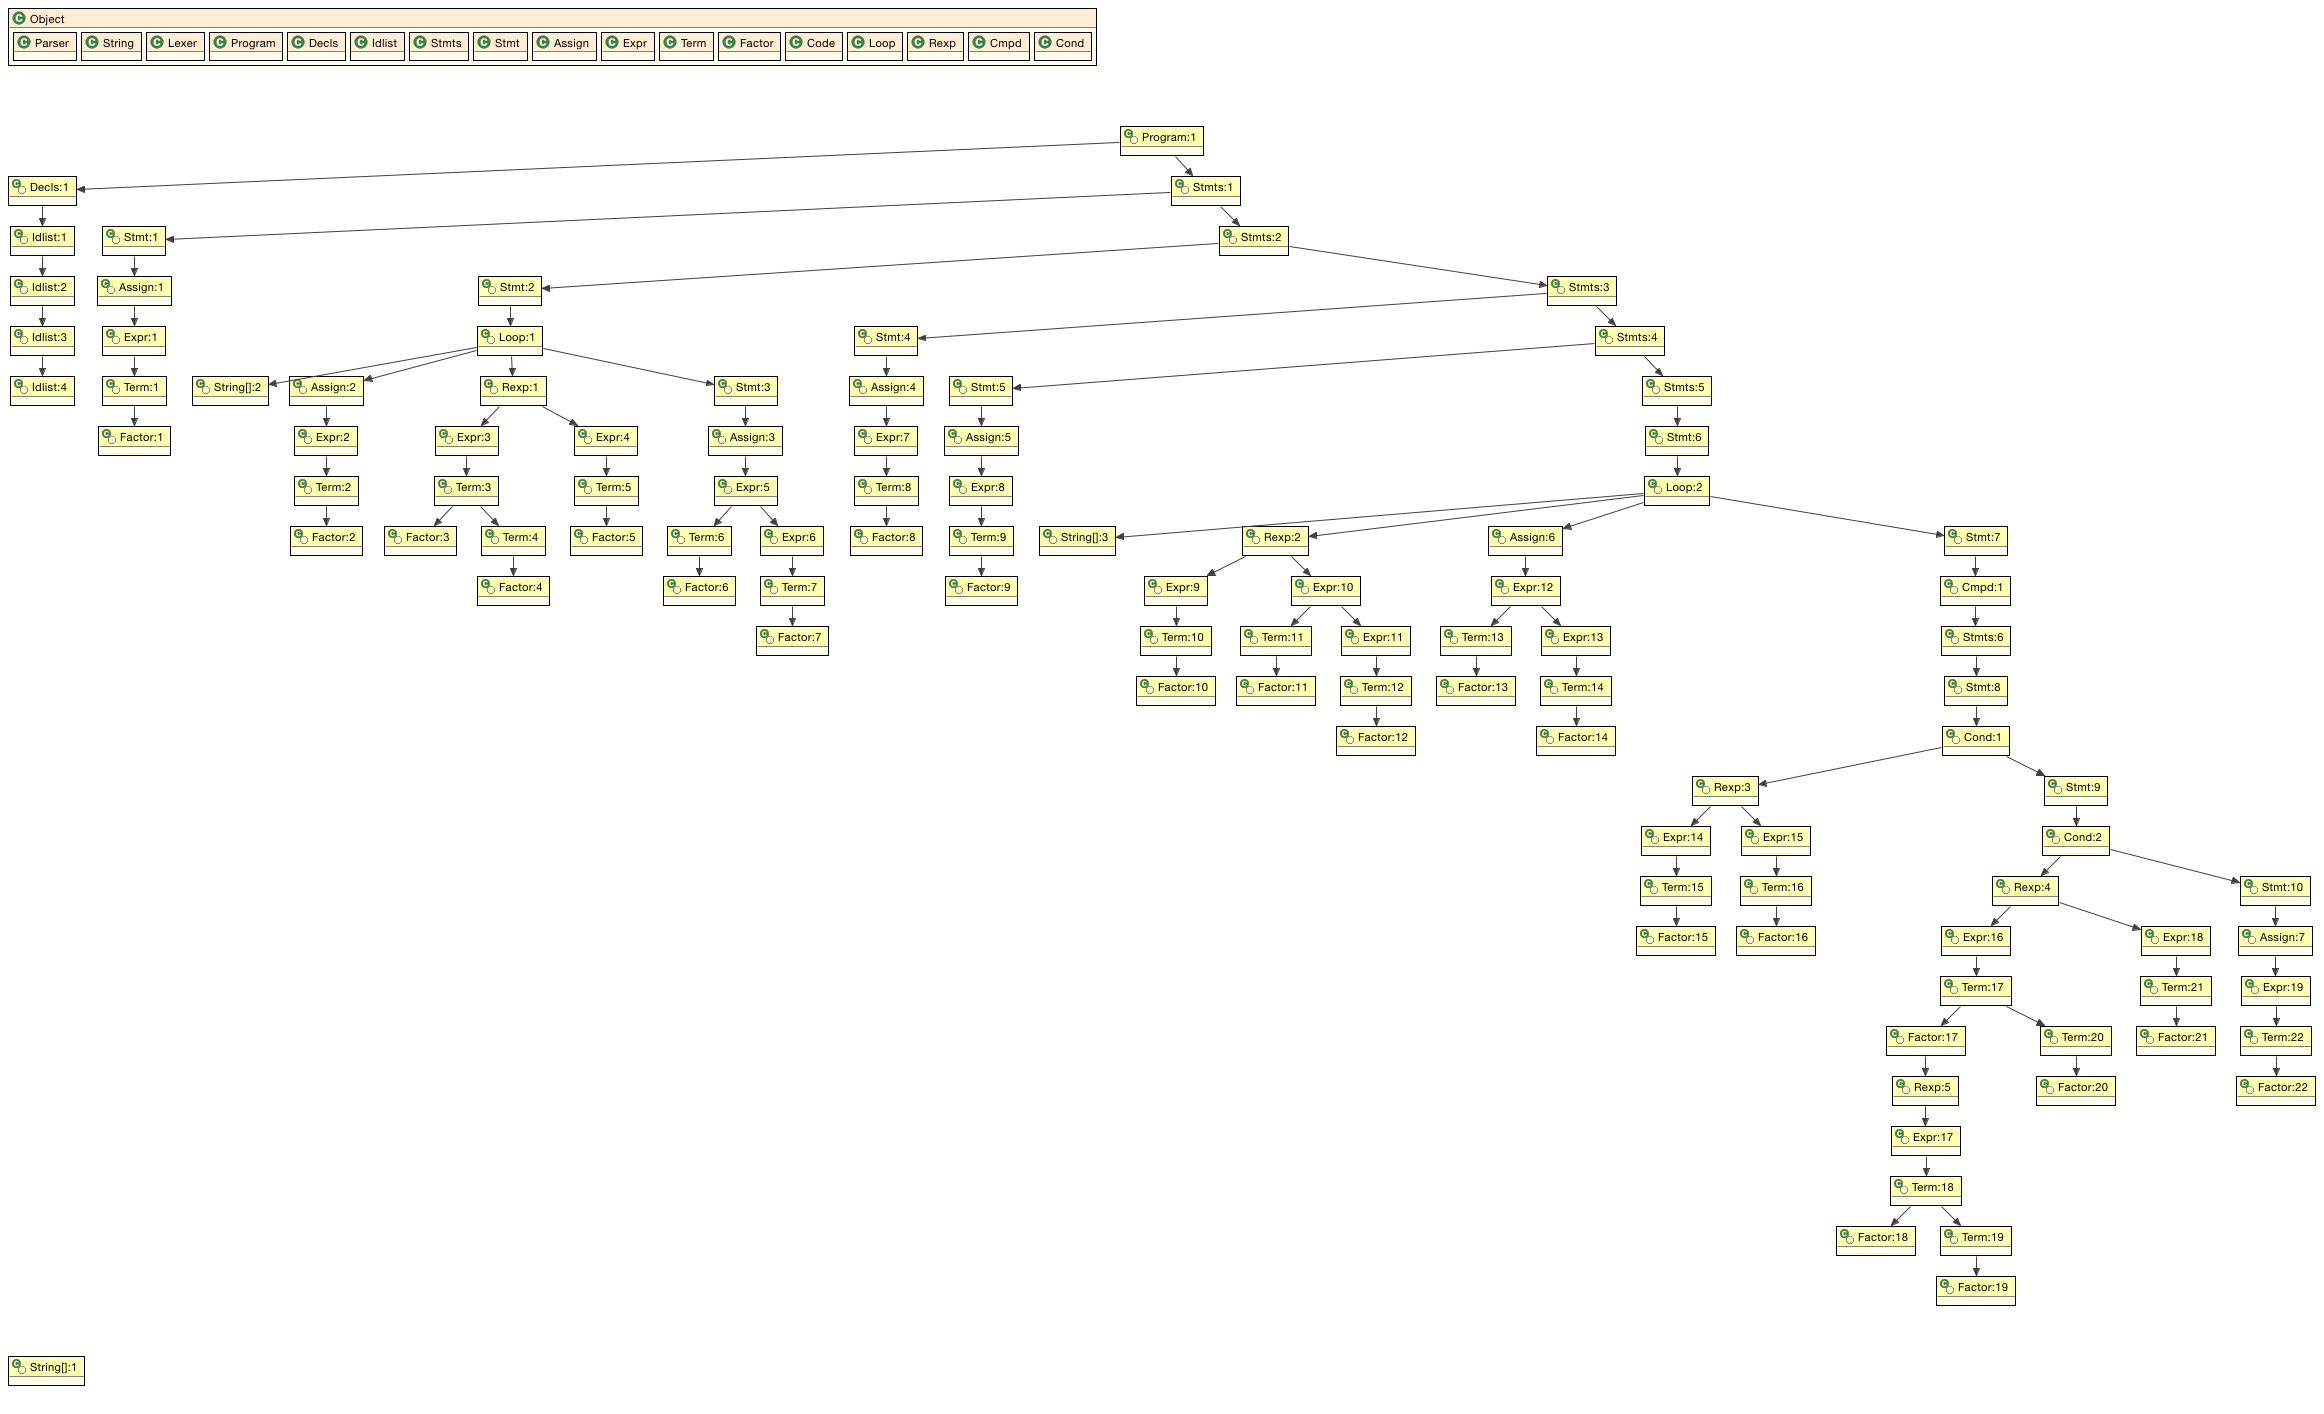 Object
Parser String Lexer Program Decls Idlist Stmts Stmt Assign Expr Term Factor Code Loop Rexp Cmpd Cond
Program:1
Decls:1 Stmts:1
Idlist:1 Stmt:1 Stmts:2
Idlist:2 Assign:1 Stmt:2 Stmts:3
Idlist:3 Expr:1 Loop:1 Stmt:4 Stmts:4
Idlist:4 Term:1 String[]:2 Assign:2 Rexp:1 Stmt:3 Assign:4 Stmt:5 Stmts:5
Factor:1 Expr:2 Expr:3 Expr:4 Assign:3 Expr:7 Assign:5 Stmt:6
Term:2 Term:3 Term:5 Expr:5 Term:8 Expr:8 Loop:2
Factor:2 Factor:3 Term:4 Factor:5 Term:6 Expr:6 Factor:8 Term:9 String[]:3 Rexp:2 Assign:6 Stmt:7
Factor:4 Factor:6 Term:7 Factor:9 Expr:9 Expr:10 Expr:12 Cmpd:1
Factor:7 Term:10 Term:11 Expr:11 Term:13 Expr:13 Stmts:6
Factor:10 Factor:11 Term:12 Factor:13 Term:14 Stmt:8
Factor:12 Factor:14 Cond:1
Rexp:3 Stmt:9
Expr:14 Expr:15 Cond:2
Term:15 Term:16 Rexp:4 Stmt:10
Factor:15 Factor:16 Expr:16 Expr:18 Assign:7
Term:17 Term:21 Expr:19
Factor:17 Term:20 Factor:21 Term:22
Rexp:5 Factor:20 Factor:22
Expr:17
Term:18
Factor:18 Term:19
Factor:19
String[]:1